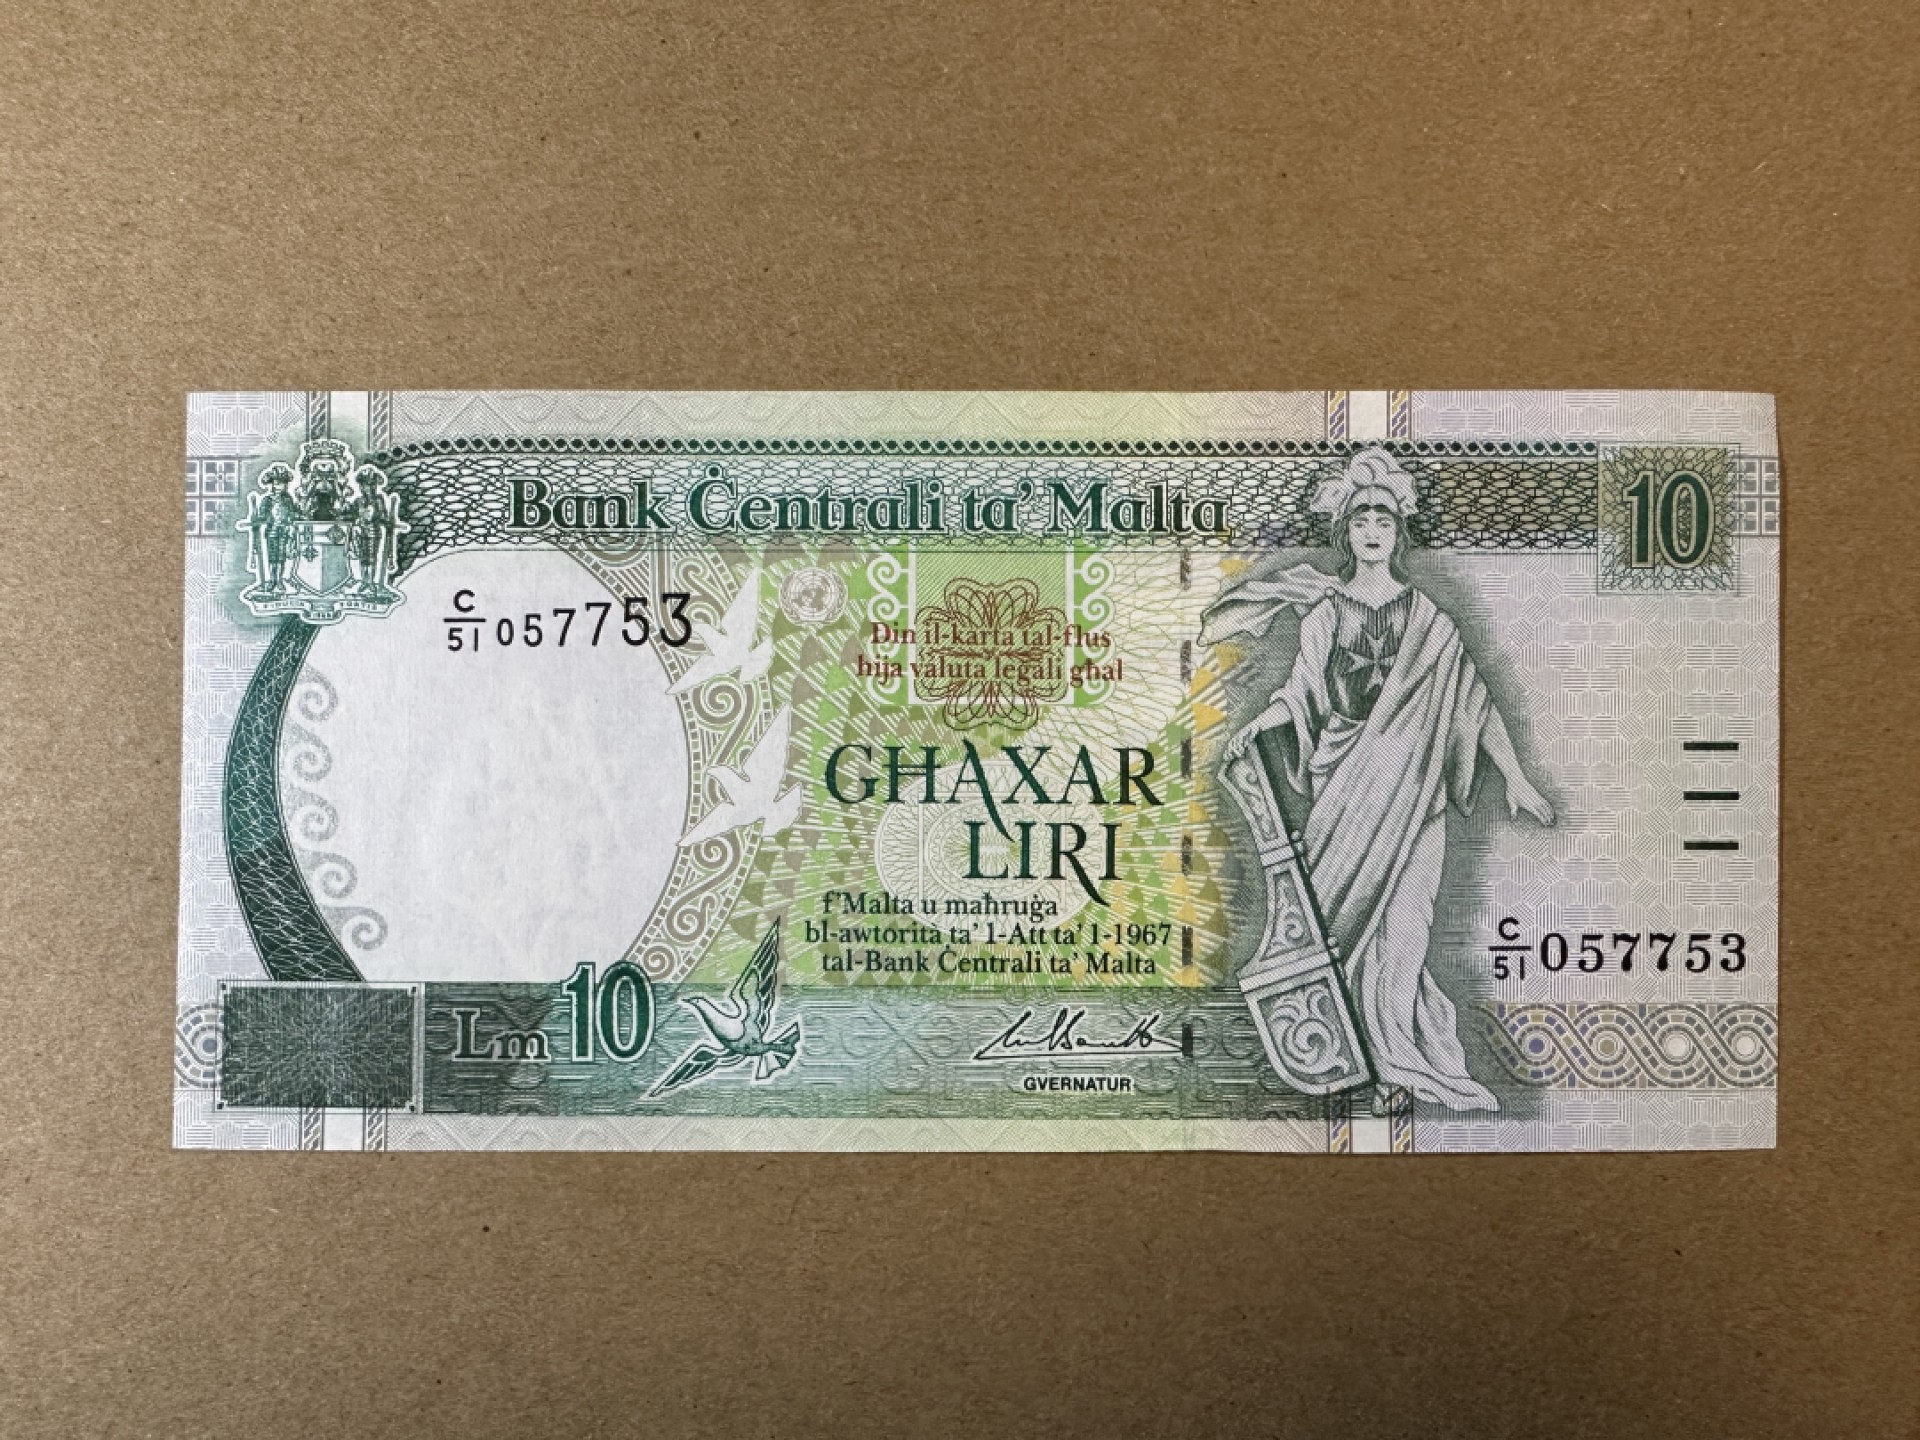 Bank Ċentrali ta' Malta
10
C/51 057753
Din il-karta tal-flus
hija valuta legali għal
GĦAXAR
LIRI
f'Malta u maħruġa
bl-awtorità ta' l-Att ta' l-1967
tal-Bank Ċentrali ta' Malta
C/51 057753
Lm 10
GVERNATUR